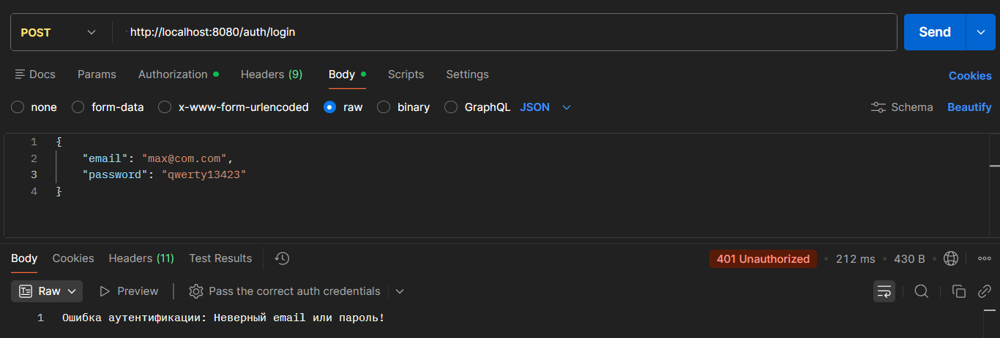 POST http://localhost:8080/auth/login Send
Docs Params Authorization Headers (9) Body Scripts Settings Cookies
none form-data x-www-form-urlencoded raw binary GraphQL JSON Schema Beautify
1 {
2 "email": "max@com.com",
3 "password": "qwerty13423"
4 }
Body Cookies Headers (11) Test Results 401 Unauthorized 212 ms 430 B
Raw Preview Pass the correct auth credentials
1 Ошибка аутентификации: Неверный email или пароль!